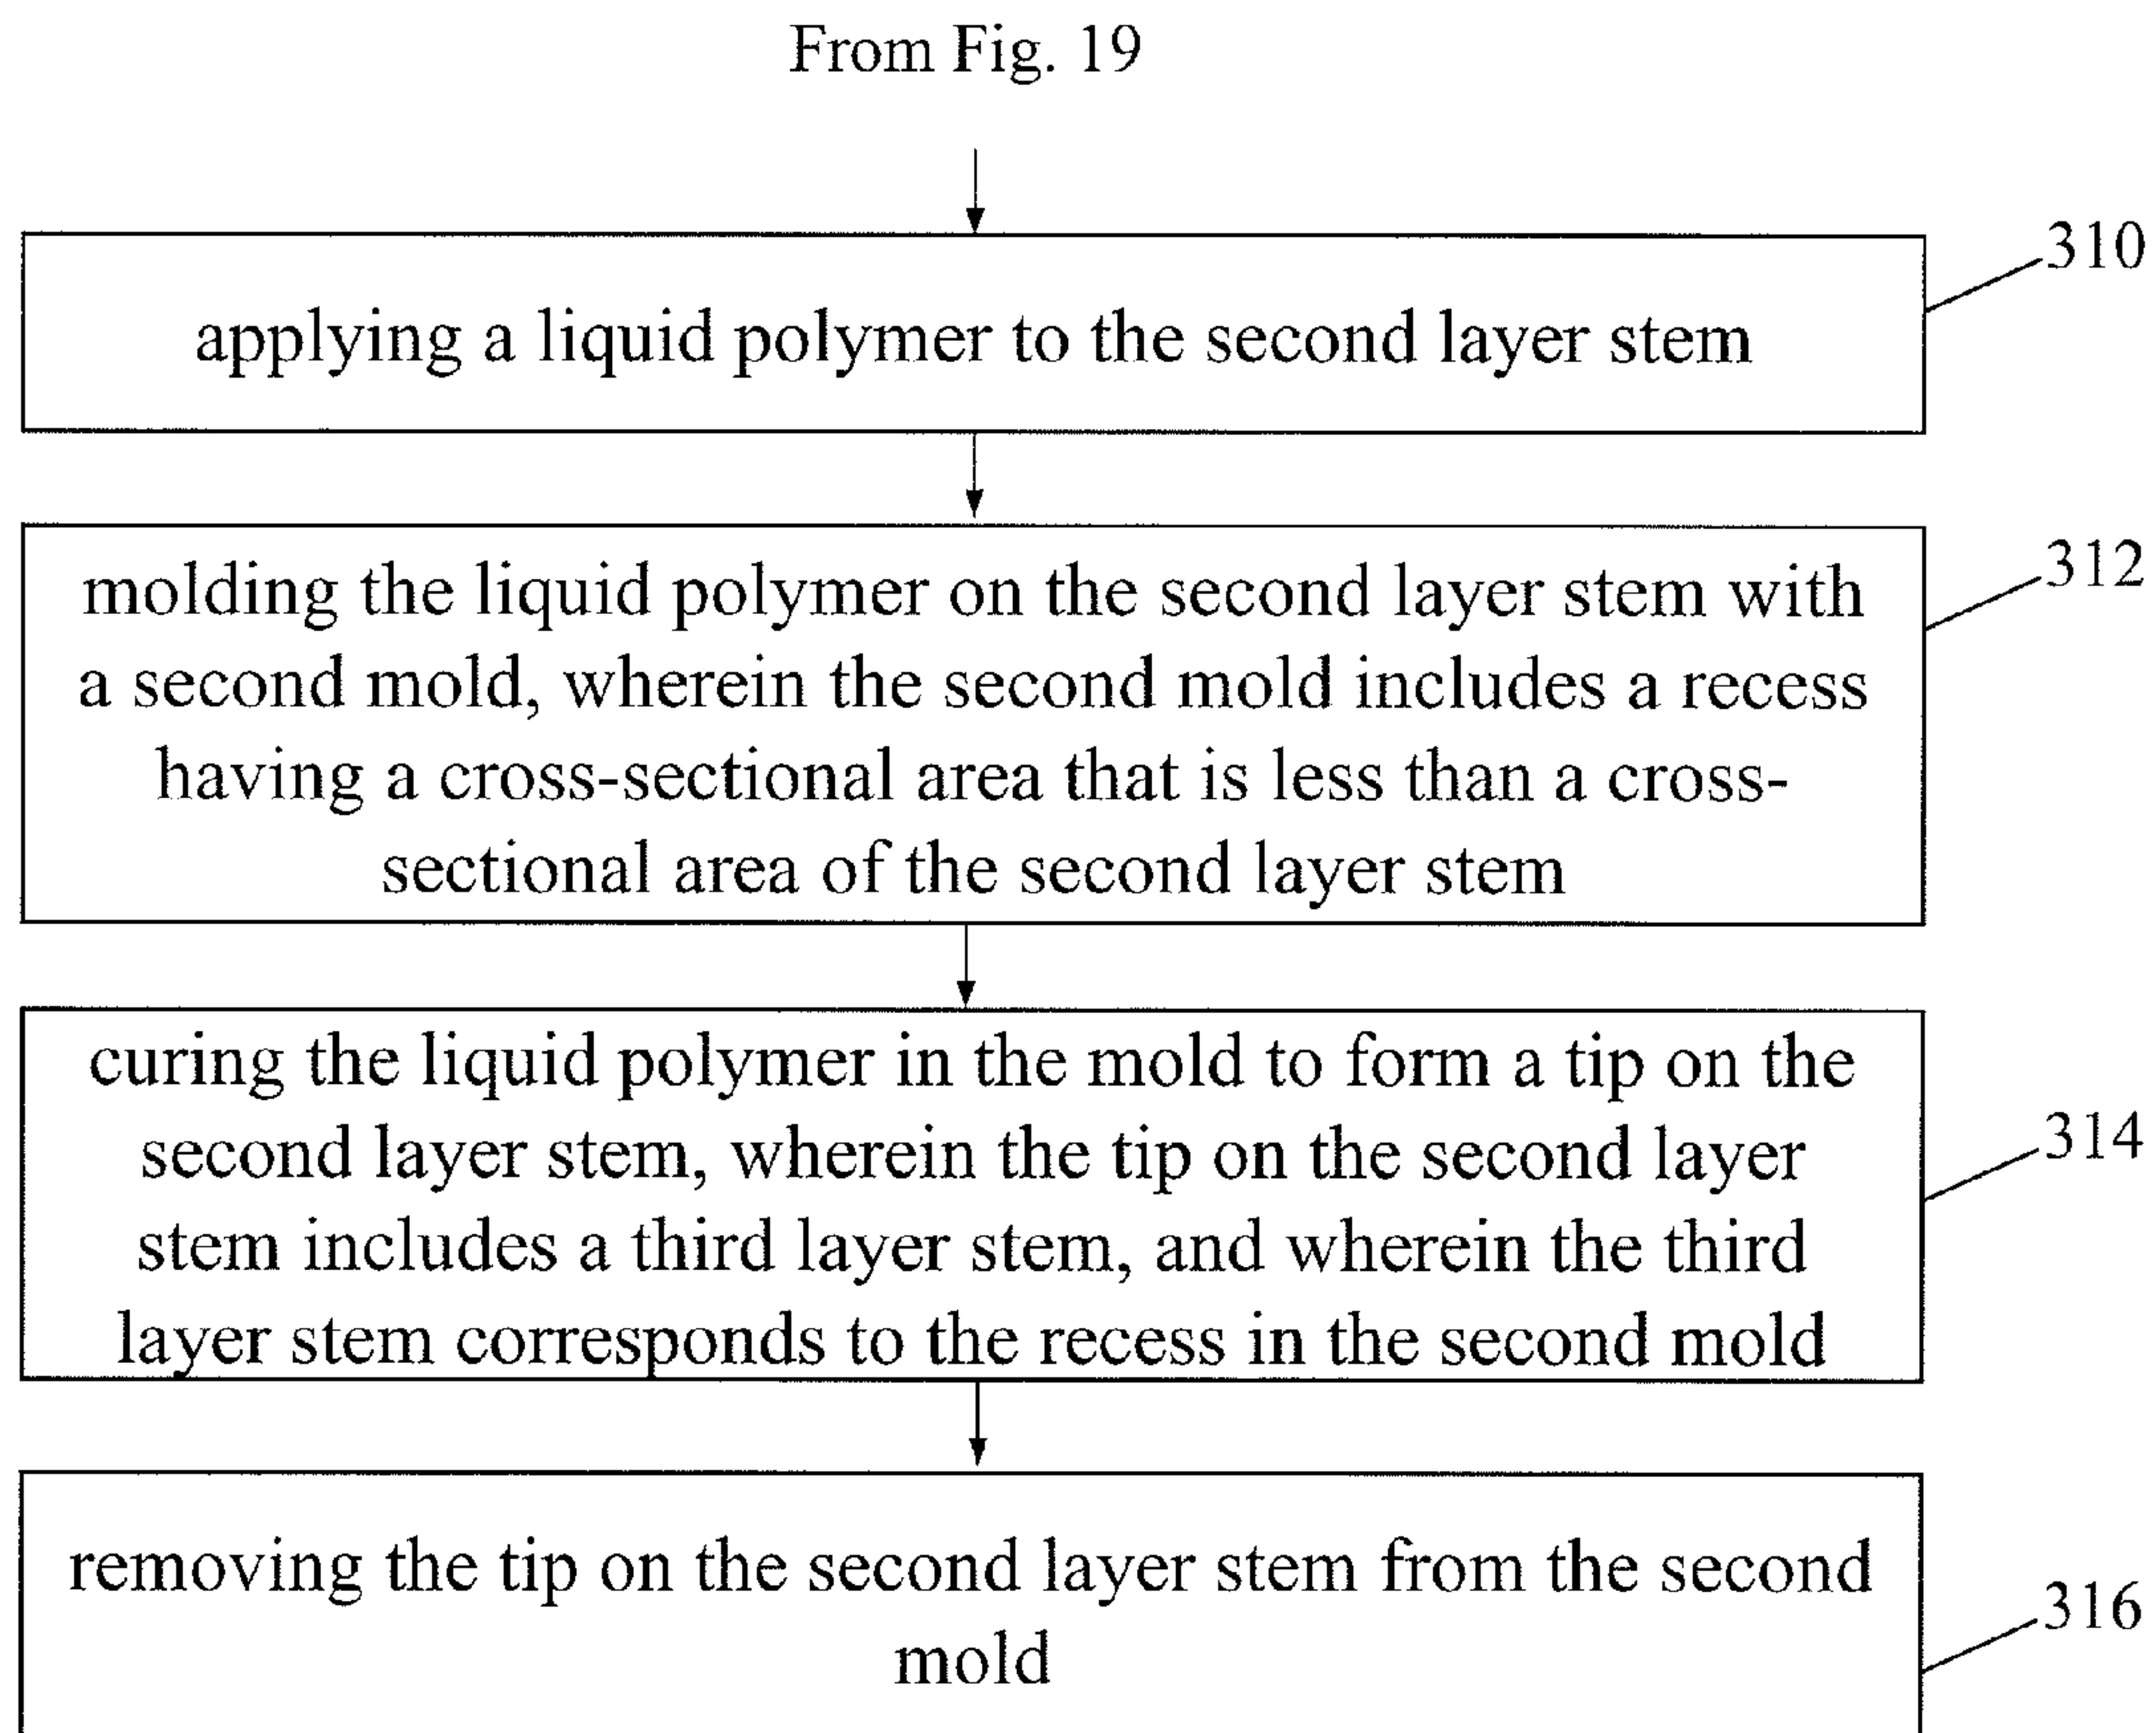 From Fig. 19
310
applying a liquid polymer to the second layer stem
312
molding the liquid polymer on the second layer stem with
a second mold, wherein the second mold includes a recess
having a cross-sectional area that is less than a cross-
sectional area of the second layer stem
314
curing the liquid polymer in the mold to form a tip on the
second layer stem, wherein the tip on the second layer
stem includes a third layer stem, and wherein the third
layer stem corresponds to the recess in the second mold
316
removing the tip on the second layer stem from the second
mold